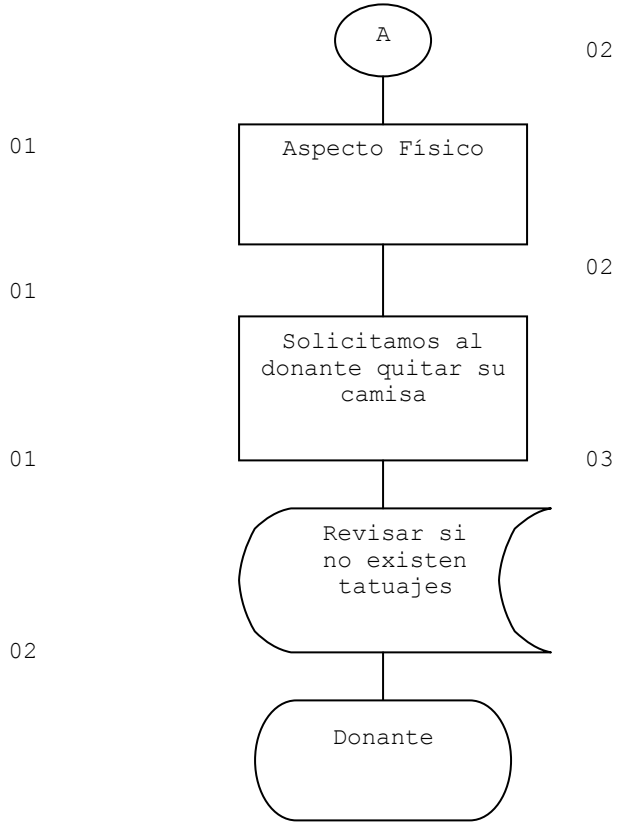 A
02
01
Aspecto Físico
02
01
Solicitamos al
donante quitar su
camisa
01
03
Revisar si
no existen
tatuajes
02
Donante